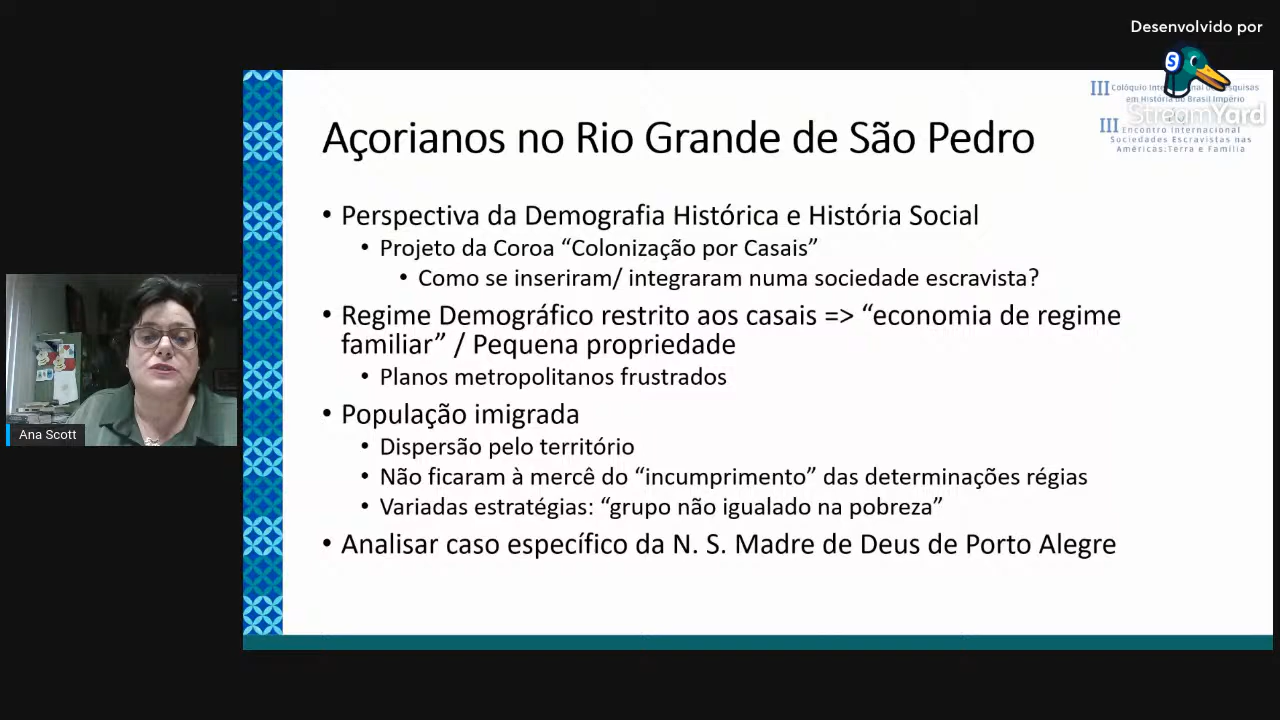 Desenvolvido por
StreamYard
III Colóquio Internacional de Pesquisas
em História do Brasil Império
III Encontro Internacional
Sociedades Escravistas nas
Américas:Terra e Família
Açorianos no Rio Grande de São Pedro
• Perspectiva da Demografia Histórica e História Social
• Projeto da Coroa “Colonização por Casais”
• Como se inseriram/ integraram numa sociedade escravista?
• Regime Demográfico restrito aos casais => “economia de regime
familiar” / Pequena propriedade
• Planos metropolitanos frustrados
• População imigrada
• Dispersão pelo território
• Não ficaram à mercê do “incumprimento” das determinações régias
• Variadas estratégias: “grupo não igualado na pobreza”
• Analisar caso específico da N. S. Madre de Deus de Porto Alegre
Ana Scott